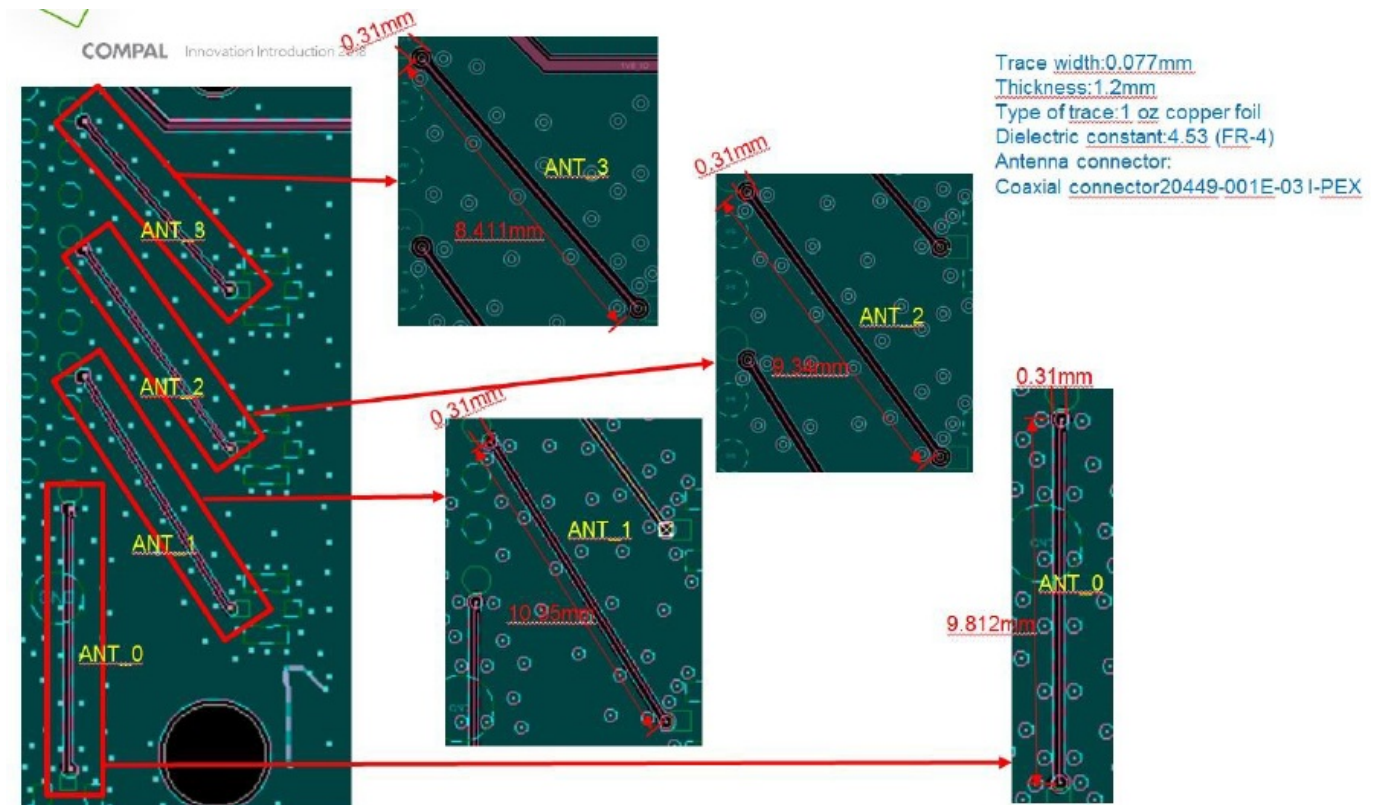 COMPAL Innovation Introduction 2018
0.31mm
ANT_3
8.411mm
0.31mm
ANT_2
9.34mm
0.31mm
ANT_1
10.95mm
0.31mm
ANT_0
9.812mm
ANT_3
ANT_2
ANT_1
ANT_0
Trace width:0.077mm
Thickness:1.2mm
Type of trace:1 oz copper foil
Dielectric constant:4.53 (FR-4)
Antenna connector:
Coaxial connector20449-001E-03 I-PEX